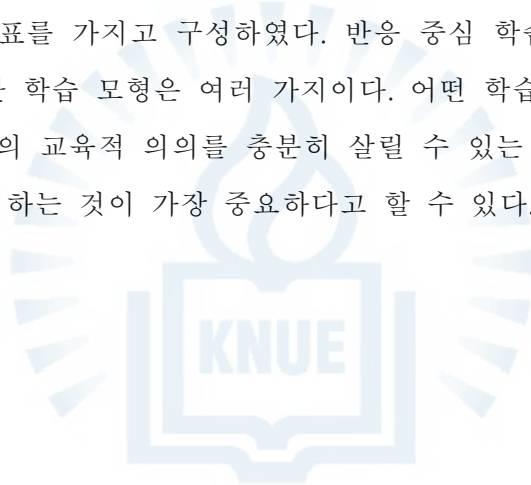 표를 가지고 구성하였다. 반응 중심 학습
학습 모형은 여러 가지이다. 어떤 학습
의 교육적 의의를 충분히 살릴 수 있는
하는 것이 가장 중요하다고 할 수 있다.
KNUE